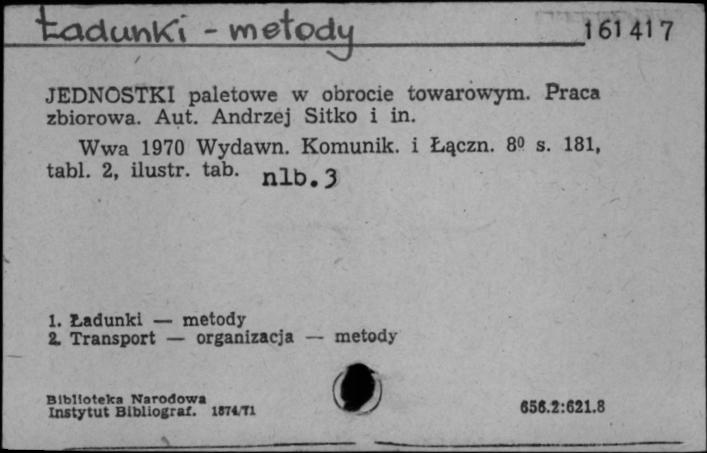 Ładunki - metody 161417
JEDNOSTKI paletowe w obrocie towarowym. Praca
zbiorowa. Aut. Andrzej Sitko i in.
Wwa 1970 Wydawn. Komunik. i Łączn. 8º s. 181,
tabl. 2, ilustr. tab. nlb. 3
1. Ładunki — metody
2. Transport — organizacja — metody
Biblioteka Narodowa
Instytut Bibliograf. 1874/71 656.2:621.8